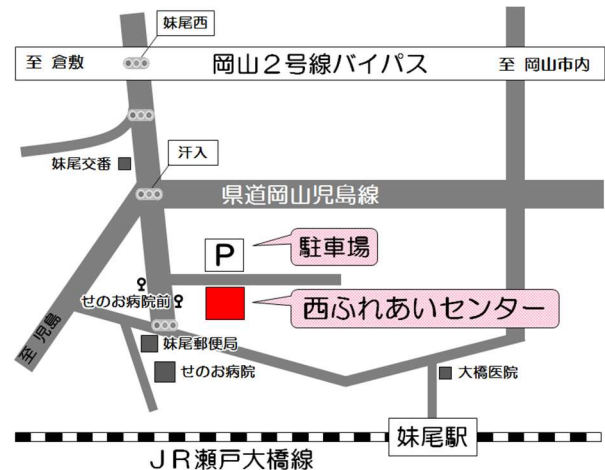 妹尾西
至 倉敷
岡山２号線バイパス
至 岡山市内
妹尾交番
汗入
県道岡山児島線
P
駐車場
せのお病院前
西ふれあいセンター
至 児島
妹尾郵便局
せのお病院
大橋医院
妹尾駅
ＪＲ瀬戸大橋線